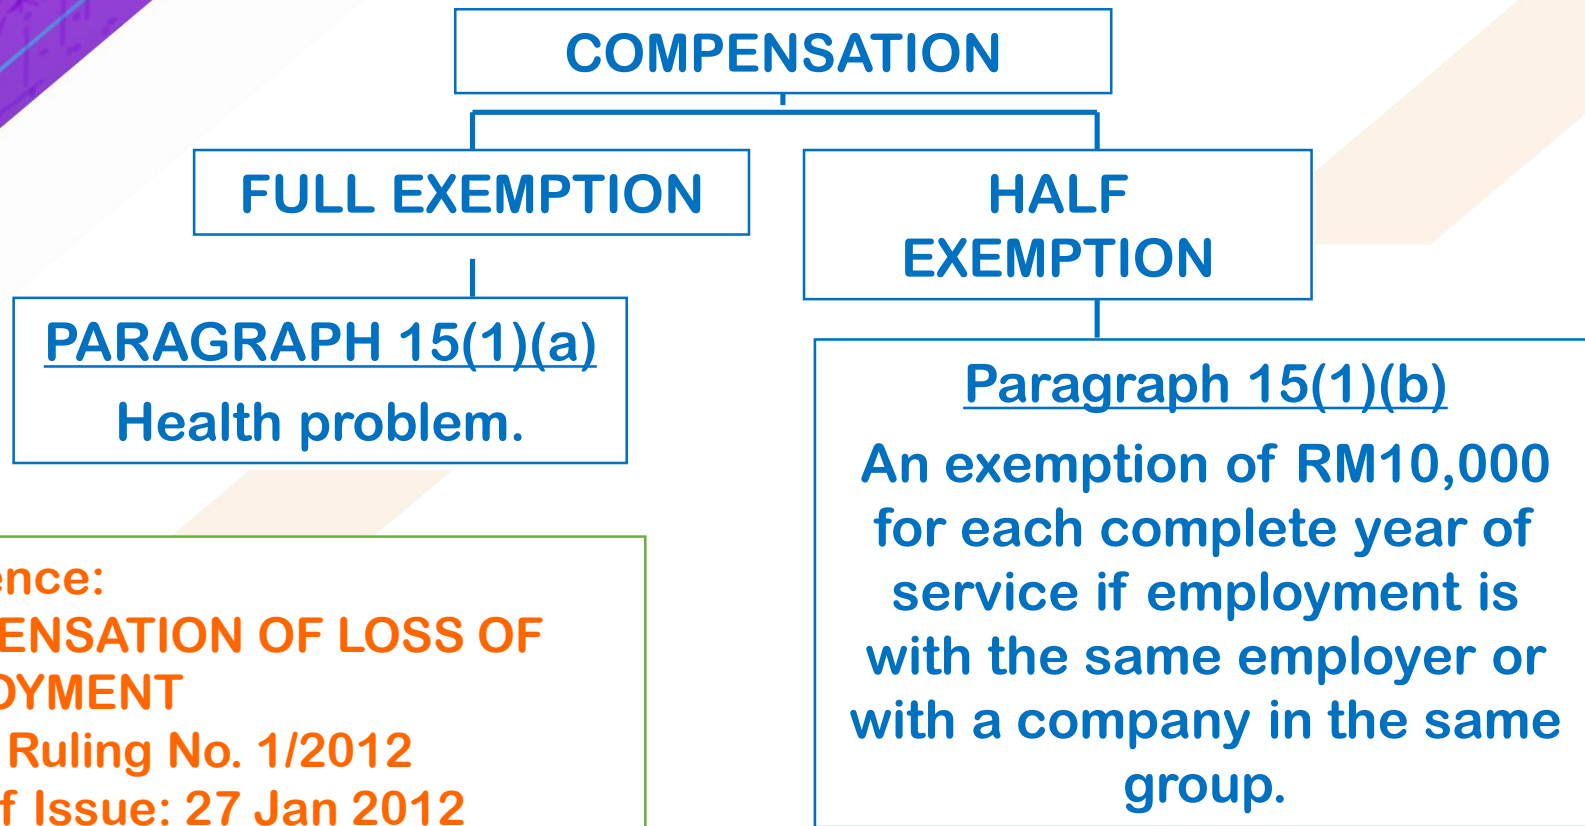 COMPENSATION
FULL EXEMPTION
HALF
EXEMPTION
PARAGRAPH 15(1)(a)
Health problem.
Paragraph 15(1)(b)
An exemption of RM10,000
for each complete year of
service if employment is
with the same employer or
with a company in the same
group.
ence:
ENSATION OF LOSS OF
OYMENT
Ruling No. 1/2012
f Issue: 27 Jan 2012